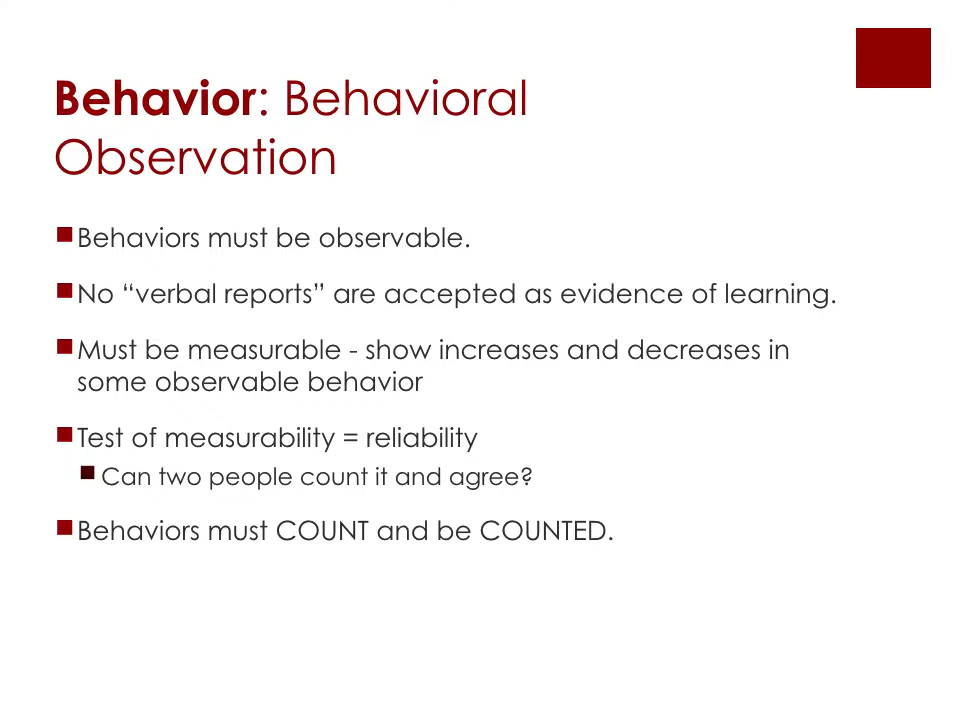 Behavior: Behavioral
Observation
Behaviors must be observable.
No “verbal reports” are accepted as evidence of learning.
Must be measurable - show increases and decreases in
some observable behavior
Test of measurability = reliability
Can two people count it and agree?
Behaviors must COUNT and be COUNTED.